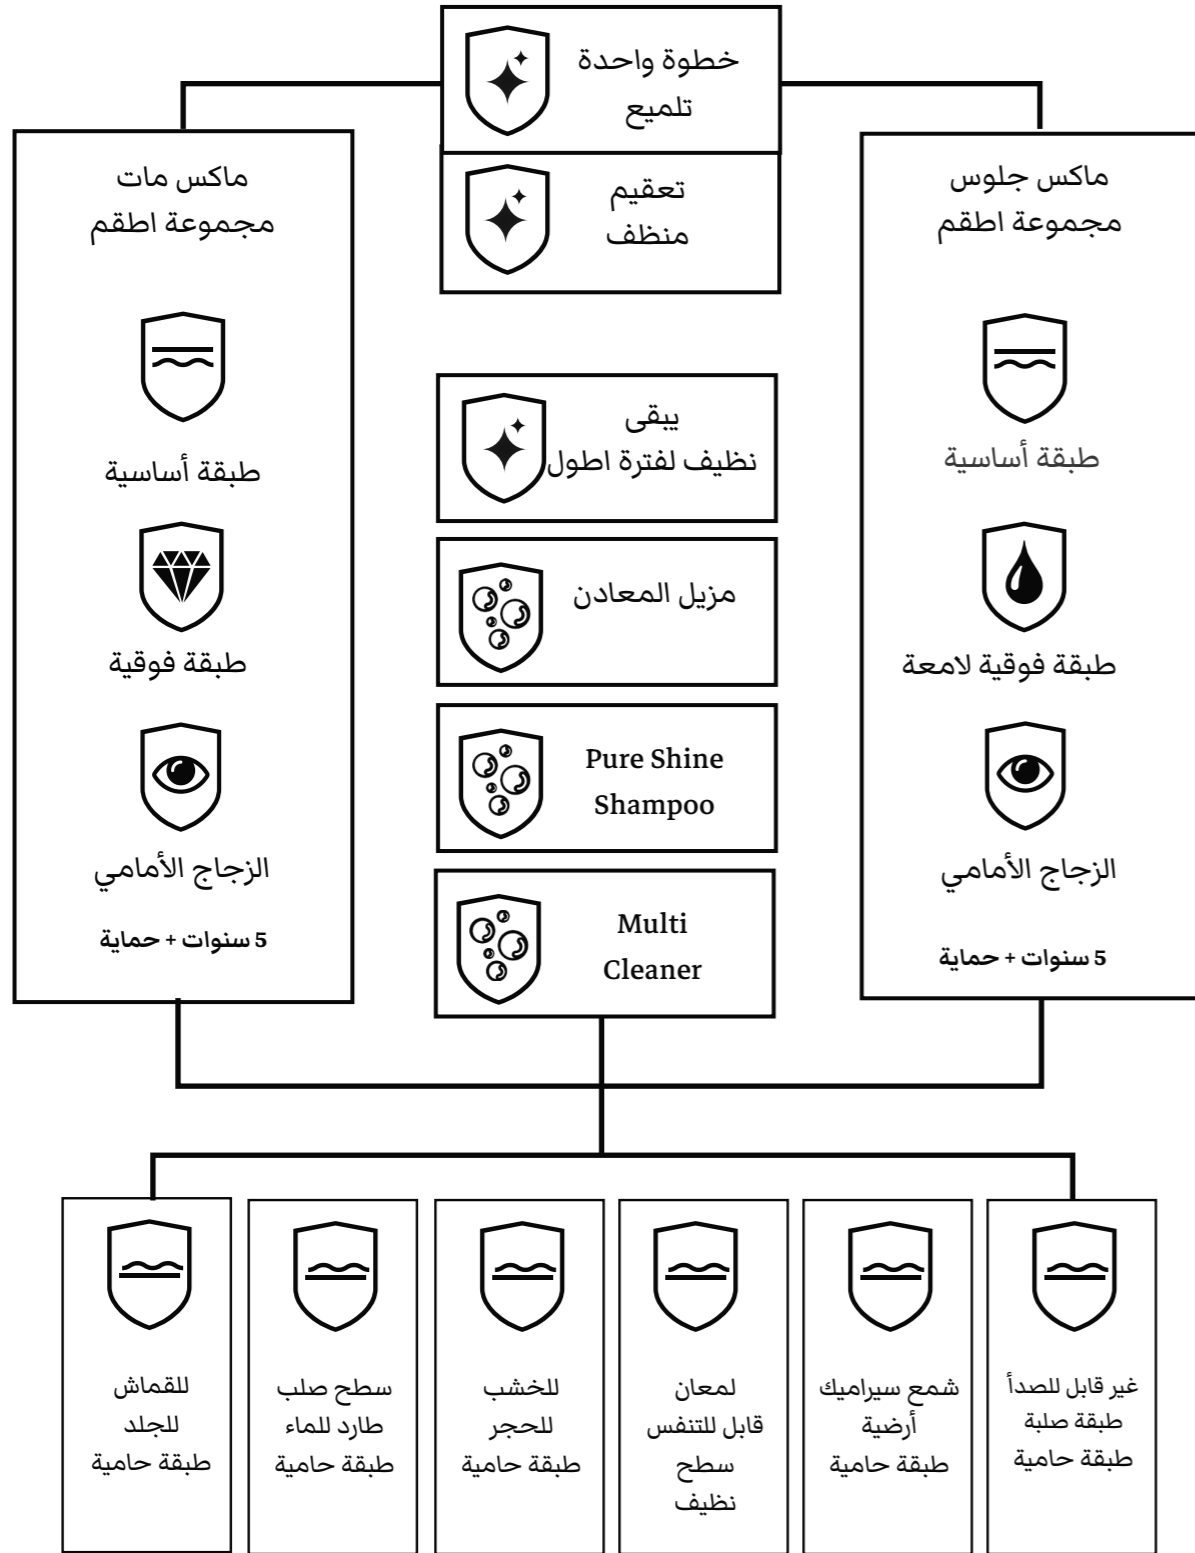 خطوة واحدة
تلميع
تعقيم
منظف
ماكس جلوس
مجموعة اطقم
طبقة أساسية
طبقة فوقية لامعة
الزجاج الأمامي
5 سنوات + حماية
يبقى
نظيف لفترة اطول
مزيل المعادن
Pure Shine
Shampoo
Multi
Cleaner
ماكس مات
مجموعة اطقم
طبقة أساسية
طبقة فوقية
الزجاج الأمامي
5 سنوات + حماية
غير قابل للصدأ
طبقة صلبة
طبقة حامية
شمع سيراميك
أرضية
طبقة حامية
لمعان
قابل للتنفس
سطح
نظيف
للخشب
للحجر
طبقة حامية
سطح صلب
طارد للماء
طبقة حامية
للقماش
للجلد
طبقة حامية